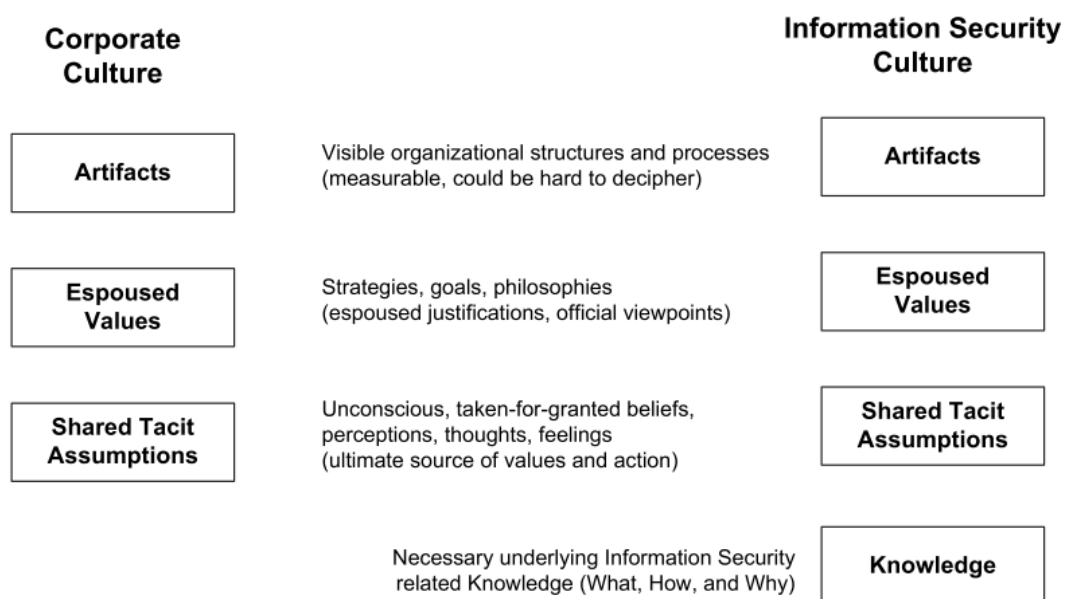 Corporate
Culture
Information Security
Culture
Artifacts
Visible organizational structures and processes
(measurable, could be hard to decipher)
Artifacts
Espoused
Values
Strategies, goals, philosophies
(espoused justifications, official viewpoints)
Espoused
Values
Shared Tacit
Assumptions
Unconscious, taken-for-granted beliefs,
perceptions, thoughts, feelings
(ultimate source of values and action)
Shared Tacit
Assumptions
Necessary underlying Information Security
related Knowledge (What, How, and Why)
Knowledge